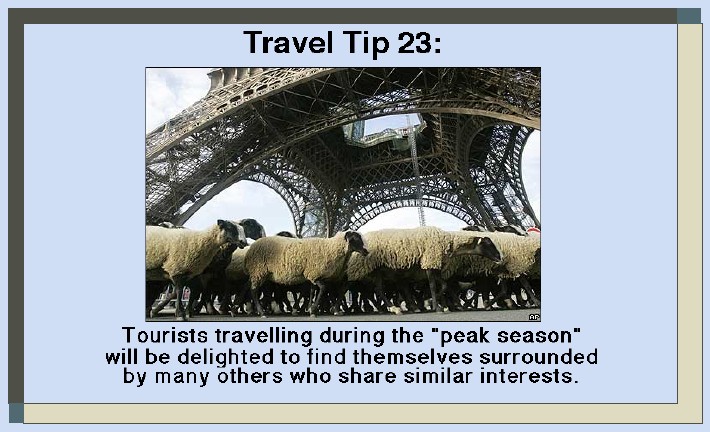 Travel Tip 23:
AP
Tourists travelling during the "peak season"
will be delighted to find themselves surrounded
by many others who share similar interests.